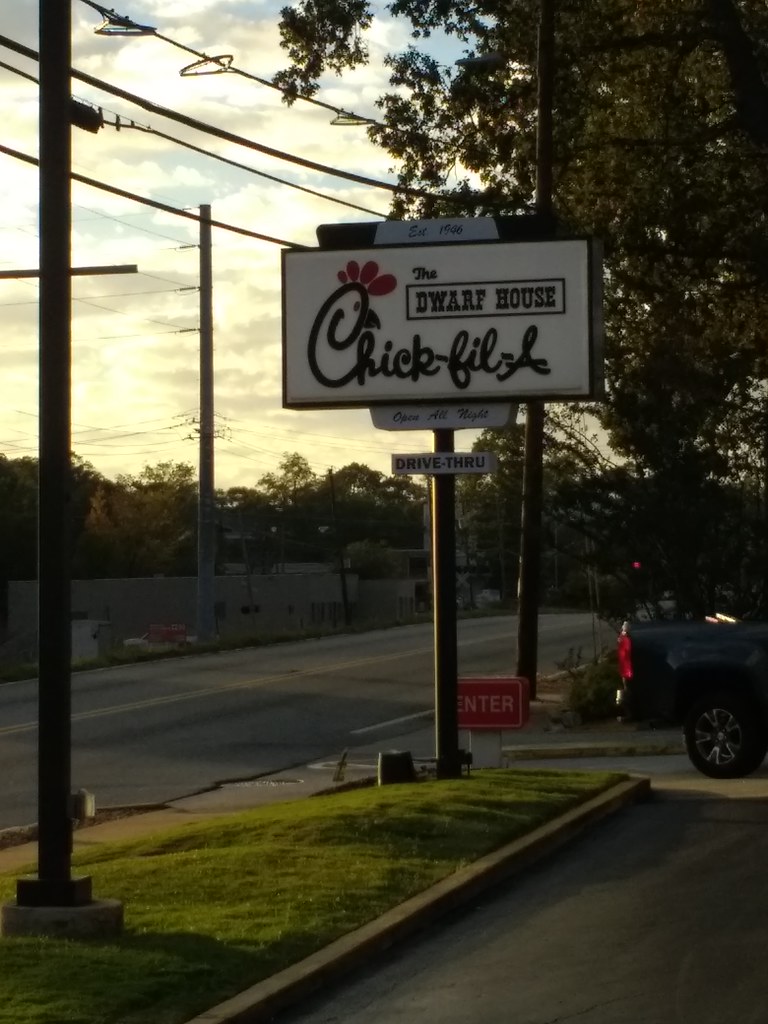 Est 1946
The
DWARF HOUSE
Chick-fil-A
Open All Night
DRIVE-THRU
ENTER